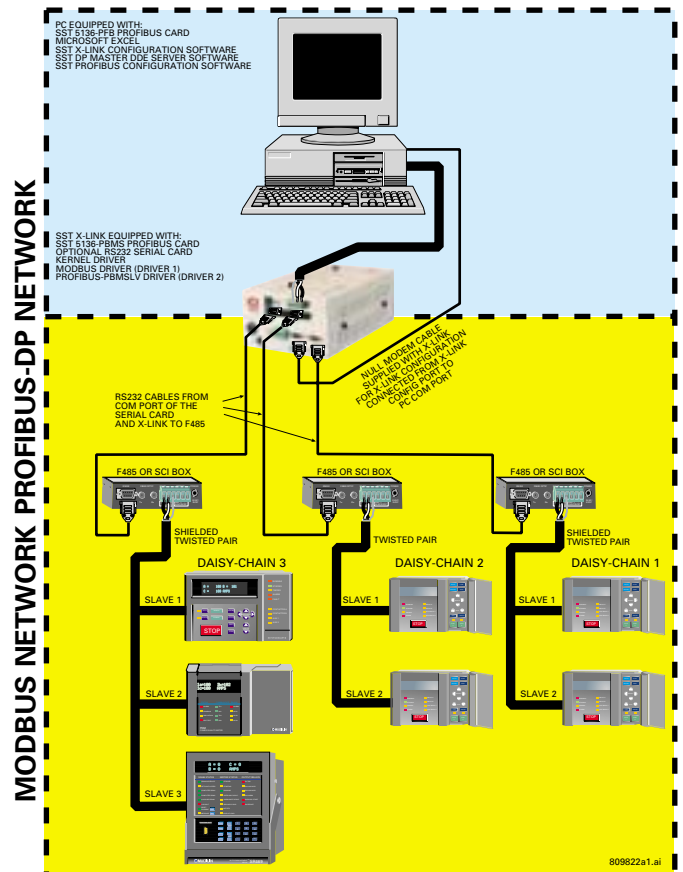 PC EQUIPPED WITH:
SST 5136-PFB PROFIBUS CARD
MICROSOFT EXCEL
SST X-LINK CONFIGURATION SOFTWARE
SST DP MASTER DDE SERVER SOFTWARE
SST PROFIBUS CONFIGURATION SOFTWARE
SST X-LINK EQUIPPED WITH:
SST 5136-PBMS PROFIBUS CARD
OPTIONAL RS232 SERIAL CARD
KERNEL DRIVER
MODBUS DRIVER (DRIVER 1)
PROFIBUS-PBMSLV DRIVER (DRIVER 2)
MODBUS NETWORK PROFIBUS-DP NETWORK
NULL MODEM CABLE
SUPPLIED WITH X-LINK
FOR X-LINK CONFIGURATION
CONNECTED FROM X-LINK
CONFIG PORT TO
PC COM PORT
RS232 CABLES FROM
COM PORT OF THE
SERIAL CARD
AND X-LINK TO F485
F485 OR SCI BOX
F485 OR SCI BOX
F485 OR SCI BOX
SHIELDED
TWISTED PAIR
TWISTED PAIR
SHIELDED
TWISTED PAIR
DAISY-CHAIN 3
DAISY-CHAIN 2
DAISY-CHAIN 1
SLAVE 1
STOP
SLAVE 1
STOP
SLAVE 1
STOP
SLAVE 2
SLAVE 2
STOP
SLAVE 2
STOP
SLAVE 3
809822a1.ai